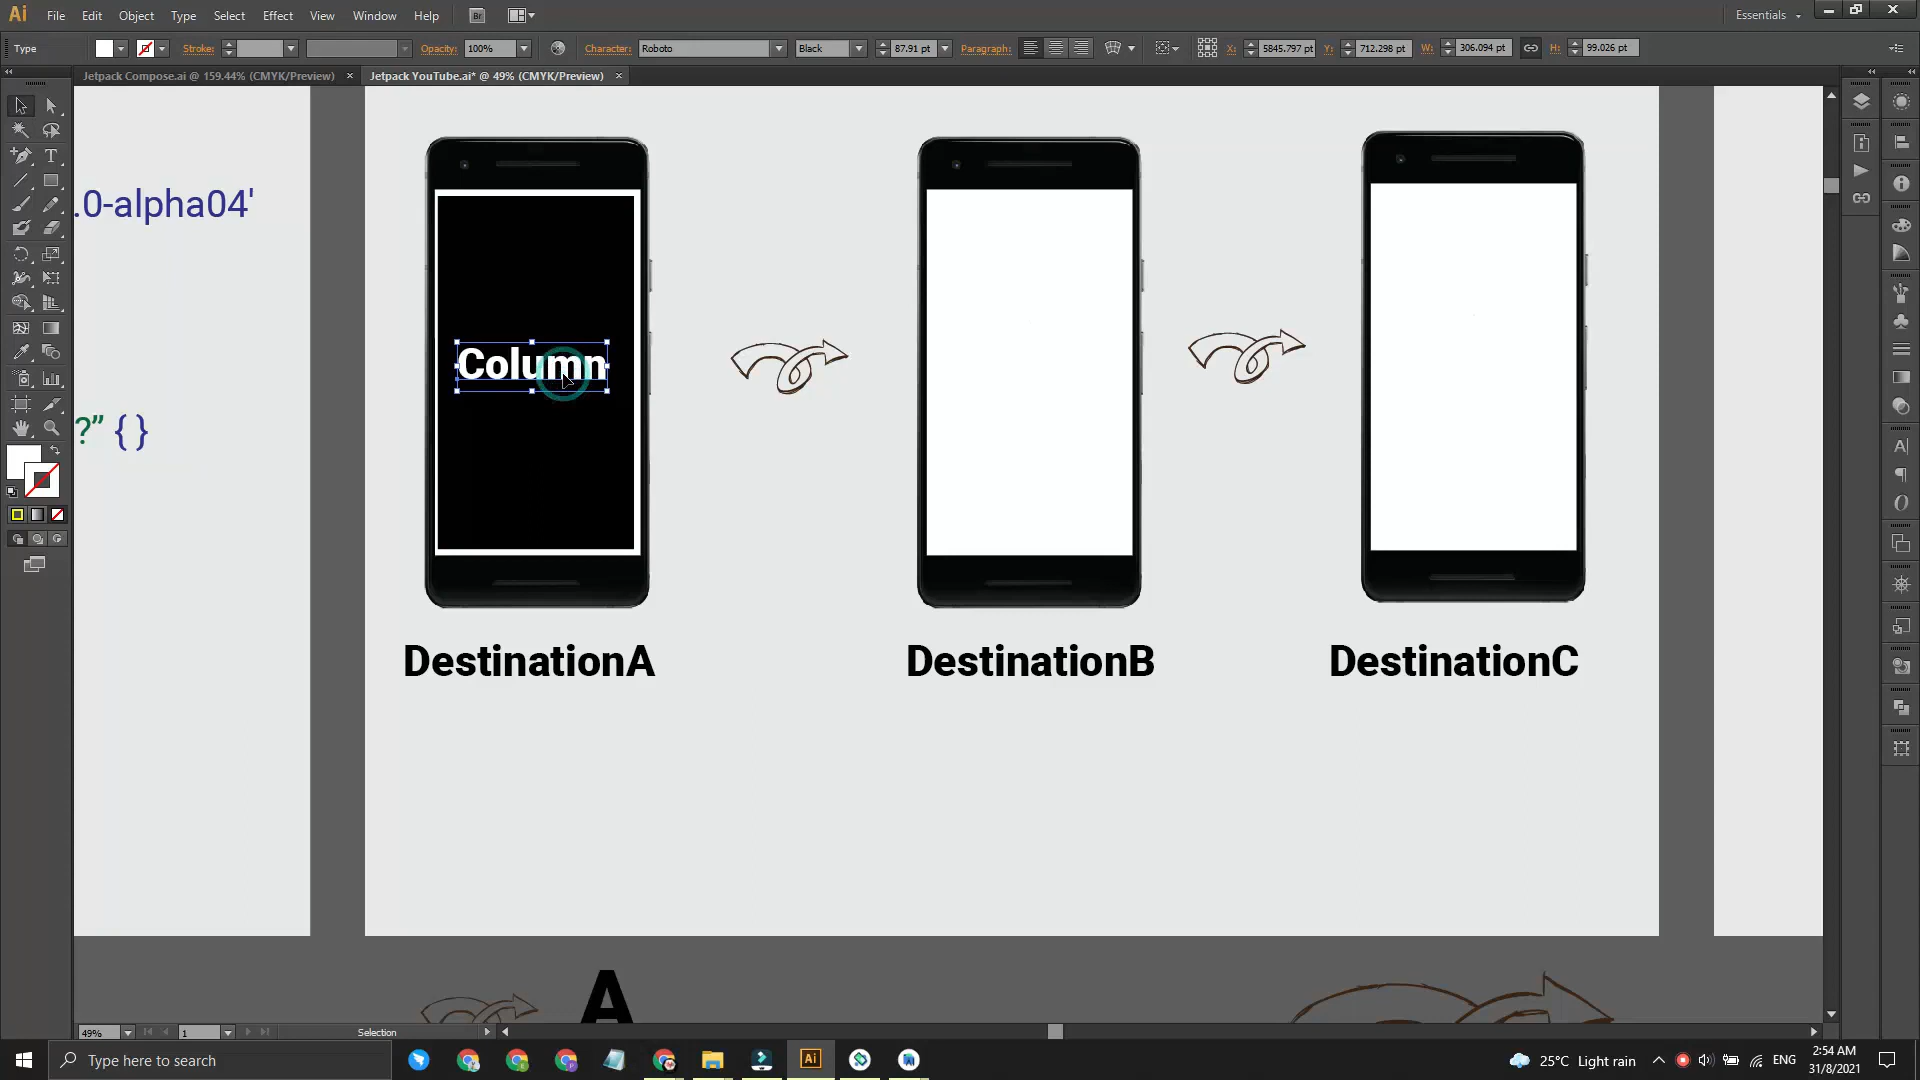 Ai File Edit Object Type Select Effect View Window Help Br Essentials
Type Stroke: Opacity: 100% Character: Roboto Black 87.91 pt Paragraph: X: 5845.797 pt Y: 712.298 pt W: 306.094 pt H: 99.026 pt
Jetpack Compose.ai @ 159.44% (CMYK/Preview) × Jetpack YouTube.ai* @ 49% (CMYK/Preview) ×
.0-alpha04'
Column
?” { }
DestinationA DestinationB DestinationC
A
49% 1 Selection
Type here to search
Ai
25°C Light rain
ENG
2:54 AM
31/8/2021